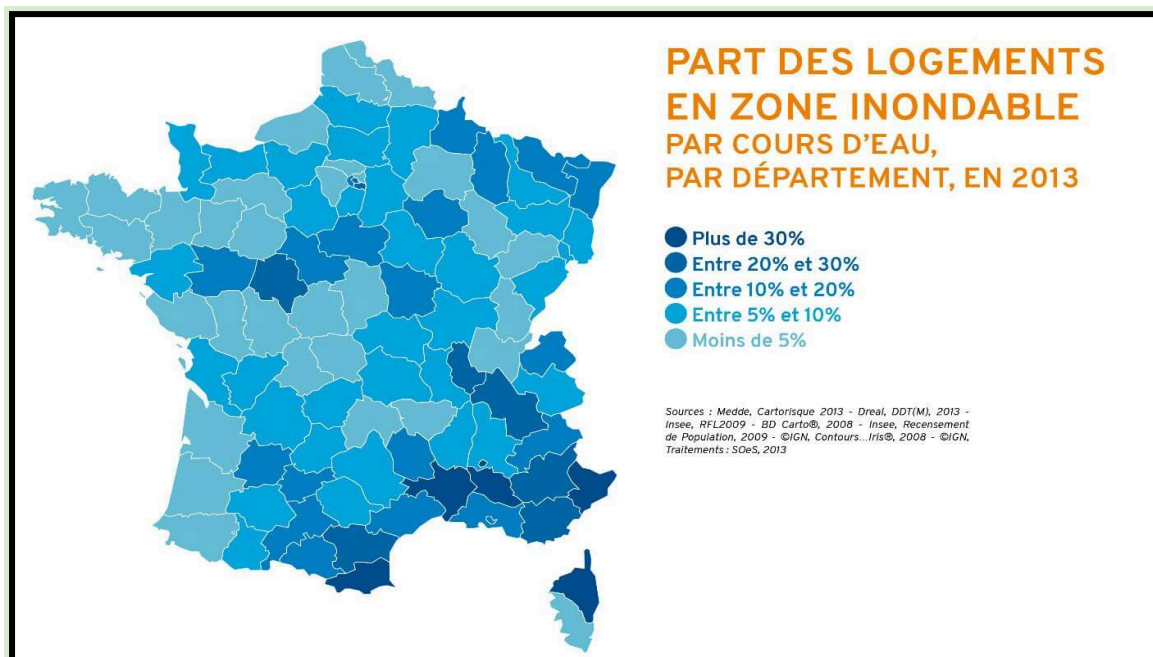 PART DES LOGEMENTS
EN ZONE INONDABLE
PAR COURS D'EAU,
PAR DÉPARTEMENT, EN 2013
Plus de 30%
Entre 20% et 30%
Entre 10% et 20%
Entre 5% et 10%
Moins de 5%
Sources : Medde, Cartorisque 2013 - Dreal, DDT(M), 2013 -
Insee, RFL2009 - BD Carto®, 2008 - Insee, Recensement
de Population, 2009 - ©IGN, Contours...Iris®, 2008 - ©IGN,
Traitements : SOeS, 2013